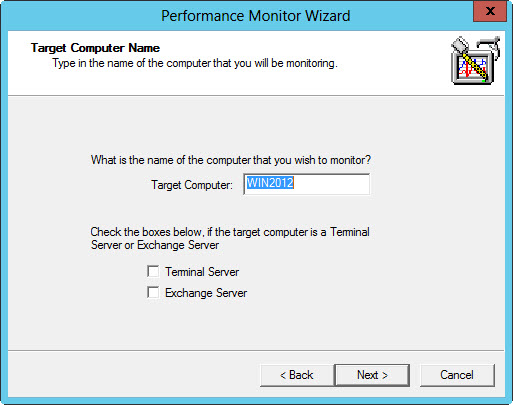 Performance Monitor Wizard
x
Target Computer Name
Type in the name of the computer that you will be monitoring.
What is the name of the computer that you wish to monitor?
Target Computer: WIN2012
Check the boxes below, if the target computer is a Terminal
Server or Exchange Server
Terminal Server
Exchange Server
< Back Next > Cancel